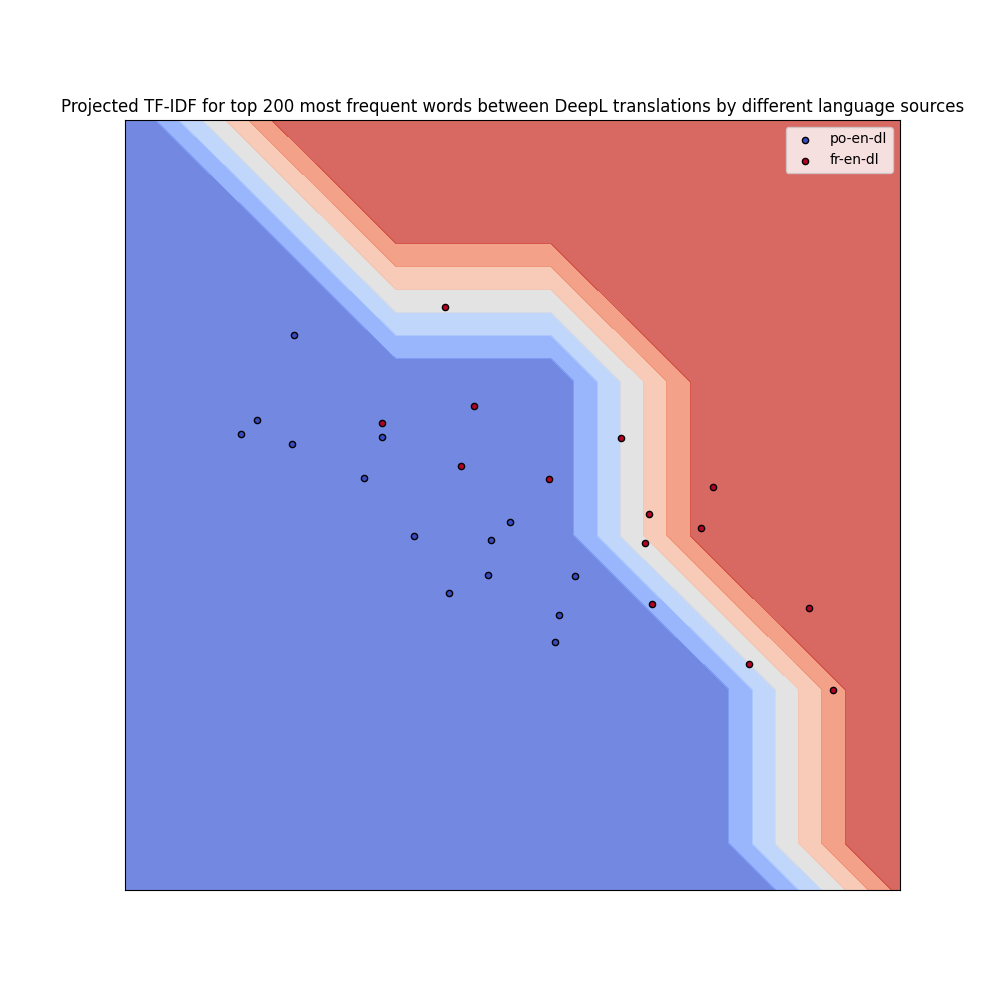 Projected TF-IDF for top 200 most frequent words between DeepL translations by different language sources
po-en-dl
fr-en-dl